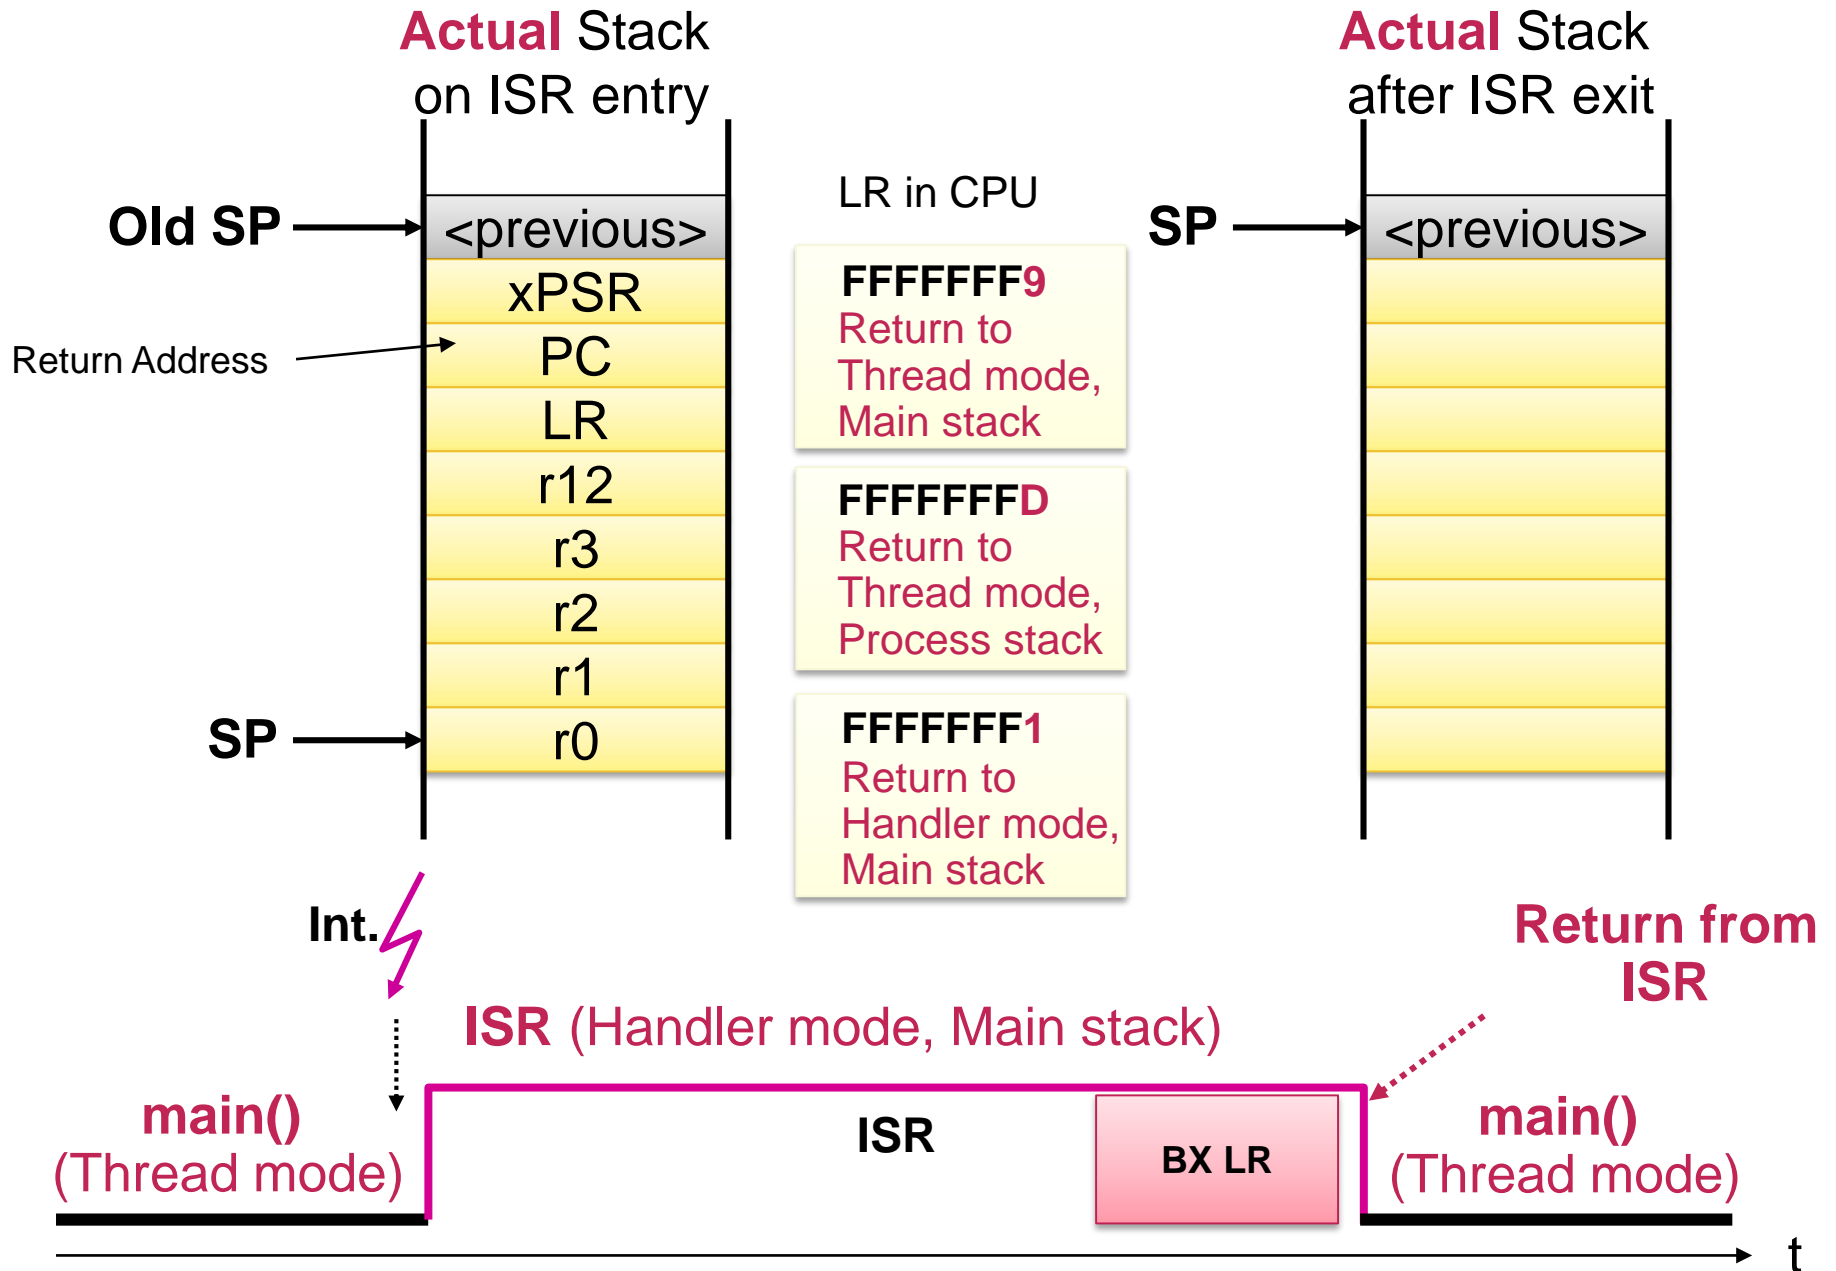 Actual Stack
on ISR entry
Actual Stack
after ISR exit
Old SP
<previous>
xPSR
Return Address
PC
LR
r12
r3
r2
r1
SP
r0
LR in CPU
FFFFFFF9
Return to
Thread mode,
Main stack
FFFFFFFD
Return to
Thread mode,
Process stack
FFFFFFF1
Return to
Handler mode,
Main stack
SP
<previous>
Int.
Return from
ISR
ISR (Handler mode, Main stack)
main()
(Thread mode)
ISR
BX LR
main()
(Thread mode)
t